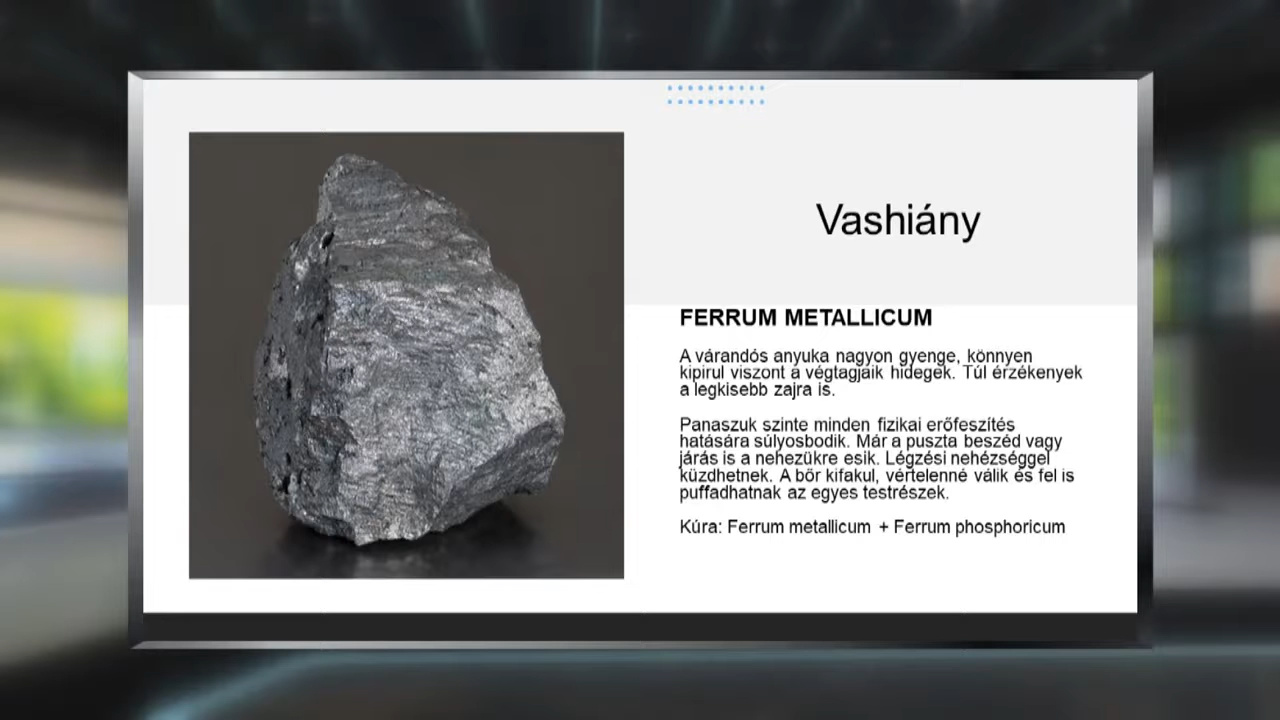 Vashiány
FERRUM METALLICUM
A várandós anyuka nagyon gyenge, könnyen
kipirul viszont a végtagjaik hidegek. Túl érzékenyek
a legkisebb zajra is.
Panaszuk szinte minden fizikai erőfeszítés
hatására súlyosbodik. Már a puszta beszéd vagy
járás is a nehezükre esik. Légzési nehézséggel
küzdhetnek. A bőr kifakul, vértelenné válik és fel is
puffadhatnak az egyes testrészek.
Kúra: Ferrum metallicum + Ferrum phosphoricum